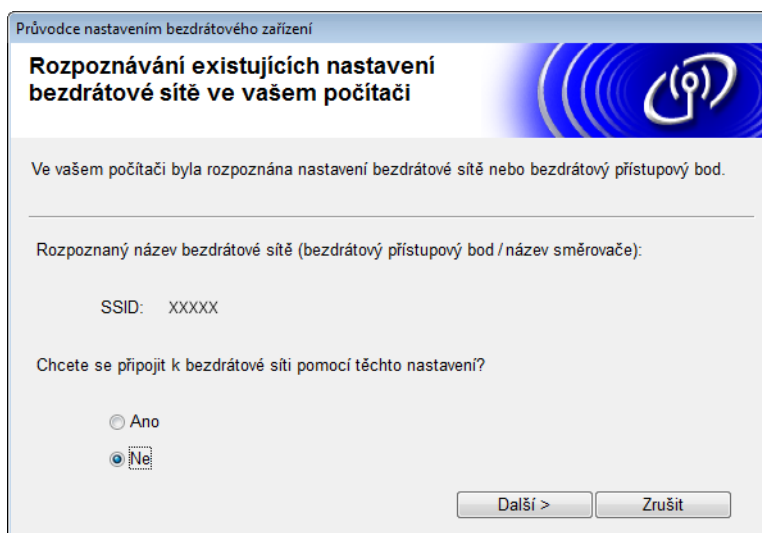 Průvodce nastavením bezdrátového zařízení
Rozpoznávání existujících nastavení
bezdrátové sítě ve vašem počítači
Ve vašem počítači byla rozpoznána nastavení bezdrátové sítě nebo bezdrátový přístupový bod.
Rozpoznaný název bezdrátové sítě (bezdrátový přístupový bod / název směrovače):
SSID: XXXXX
Chcete se připojit k bezdrátové síti pomocí těchto nastavení?
Ano
Ne
Další > Zrušit